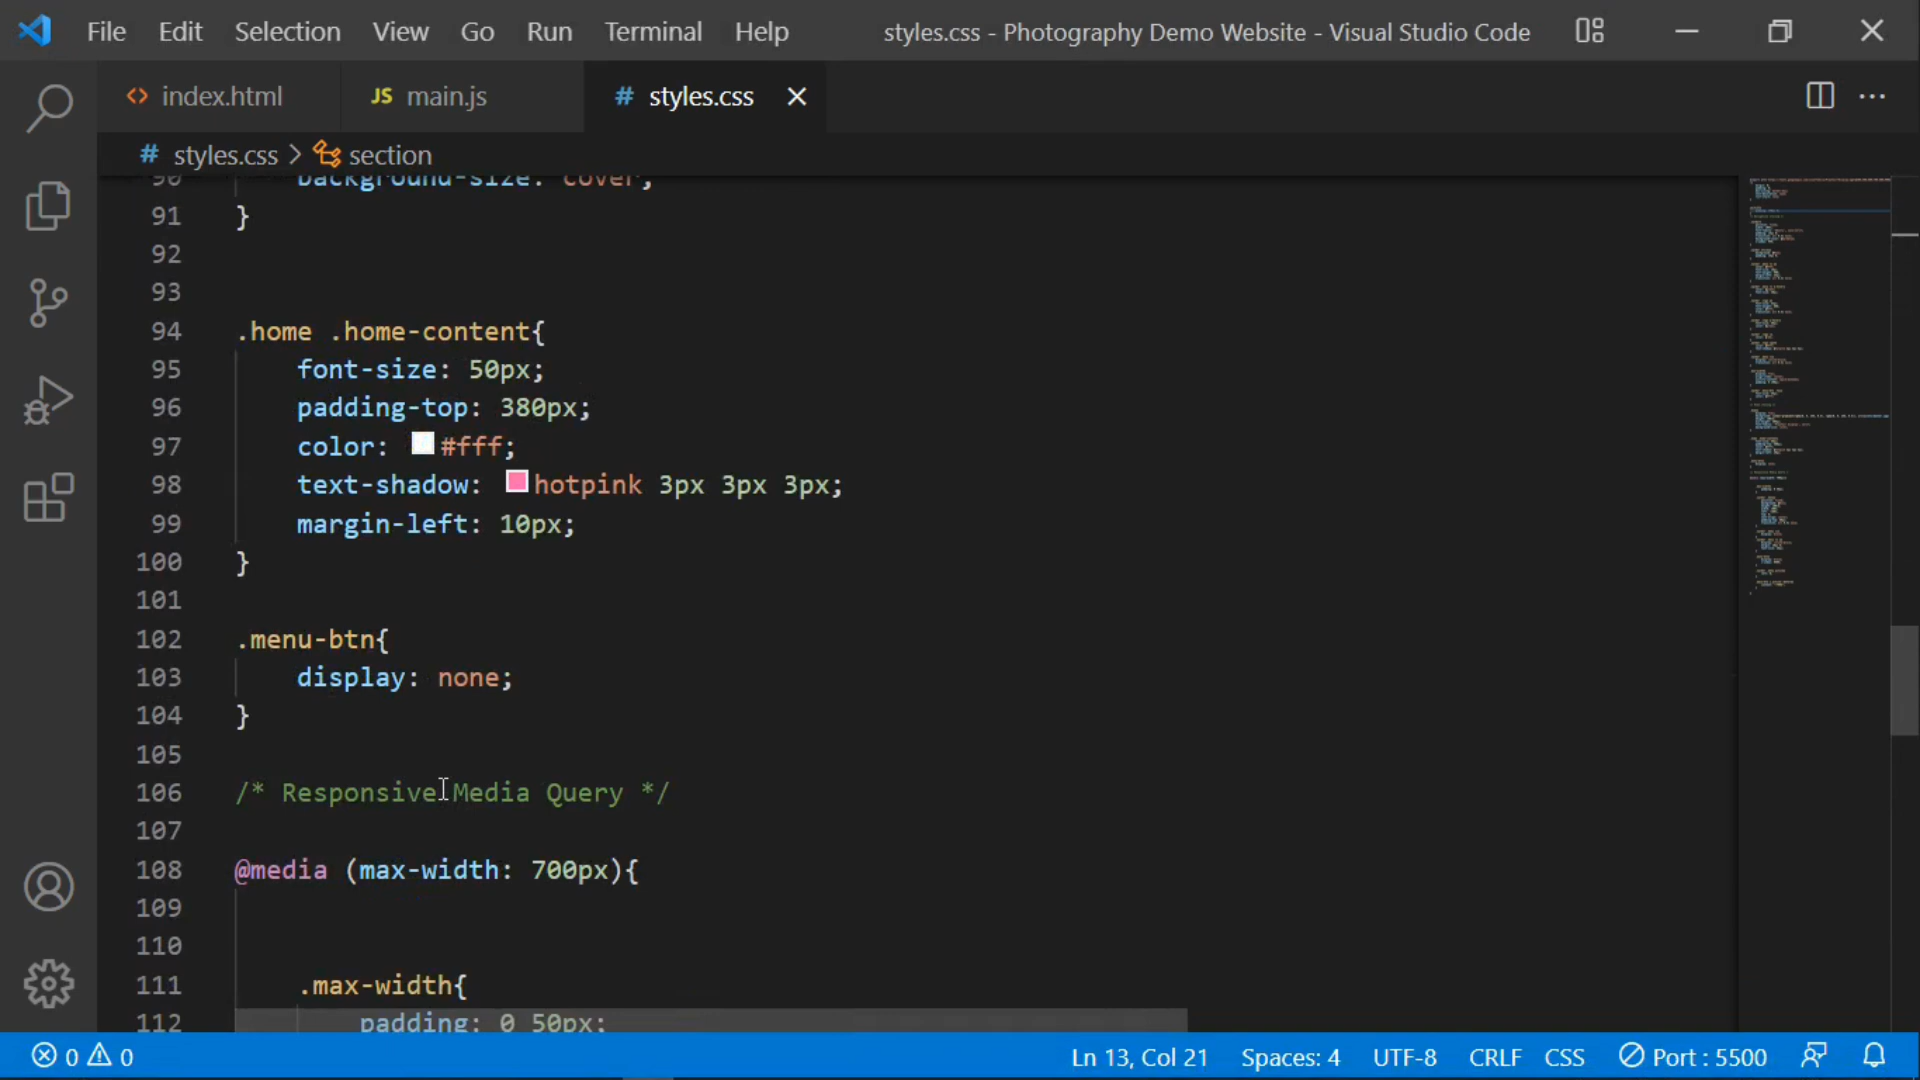 File Edit Selection View Go Run Terminal Help styles.css - Photography Demo Website - Visual Studio Code
<> index.html JS main.js # styles.css
# styles.css > section
90 background-size: cover;
91 }
92
93
94 .home .home-content{
95 font-size: 50px;
96 padding-top: 380px;
97 color: #fff;
98 text-shadow: hotpink 3px 3px 3px;
99 margin-left: 10px;
100 }
101
102 .menu-btn{
103 display: none;
104 }
105
106 /* Responsive Media Query */
107
108 @media (max-width: 700px){
109
110
111 .max-width{
112 padding: 0 50px;
0 0 Ln 13, Col 21 Spaces: 4 UTF-8 CRLF CSS Port : 5500